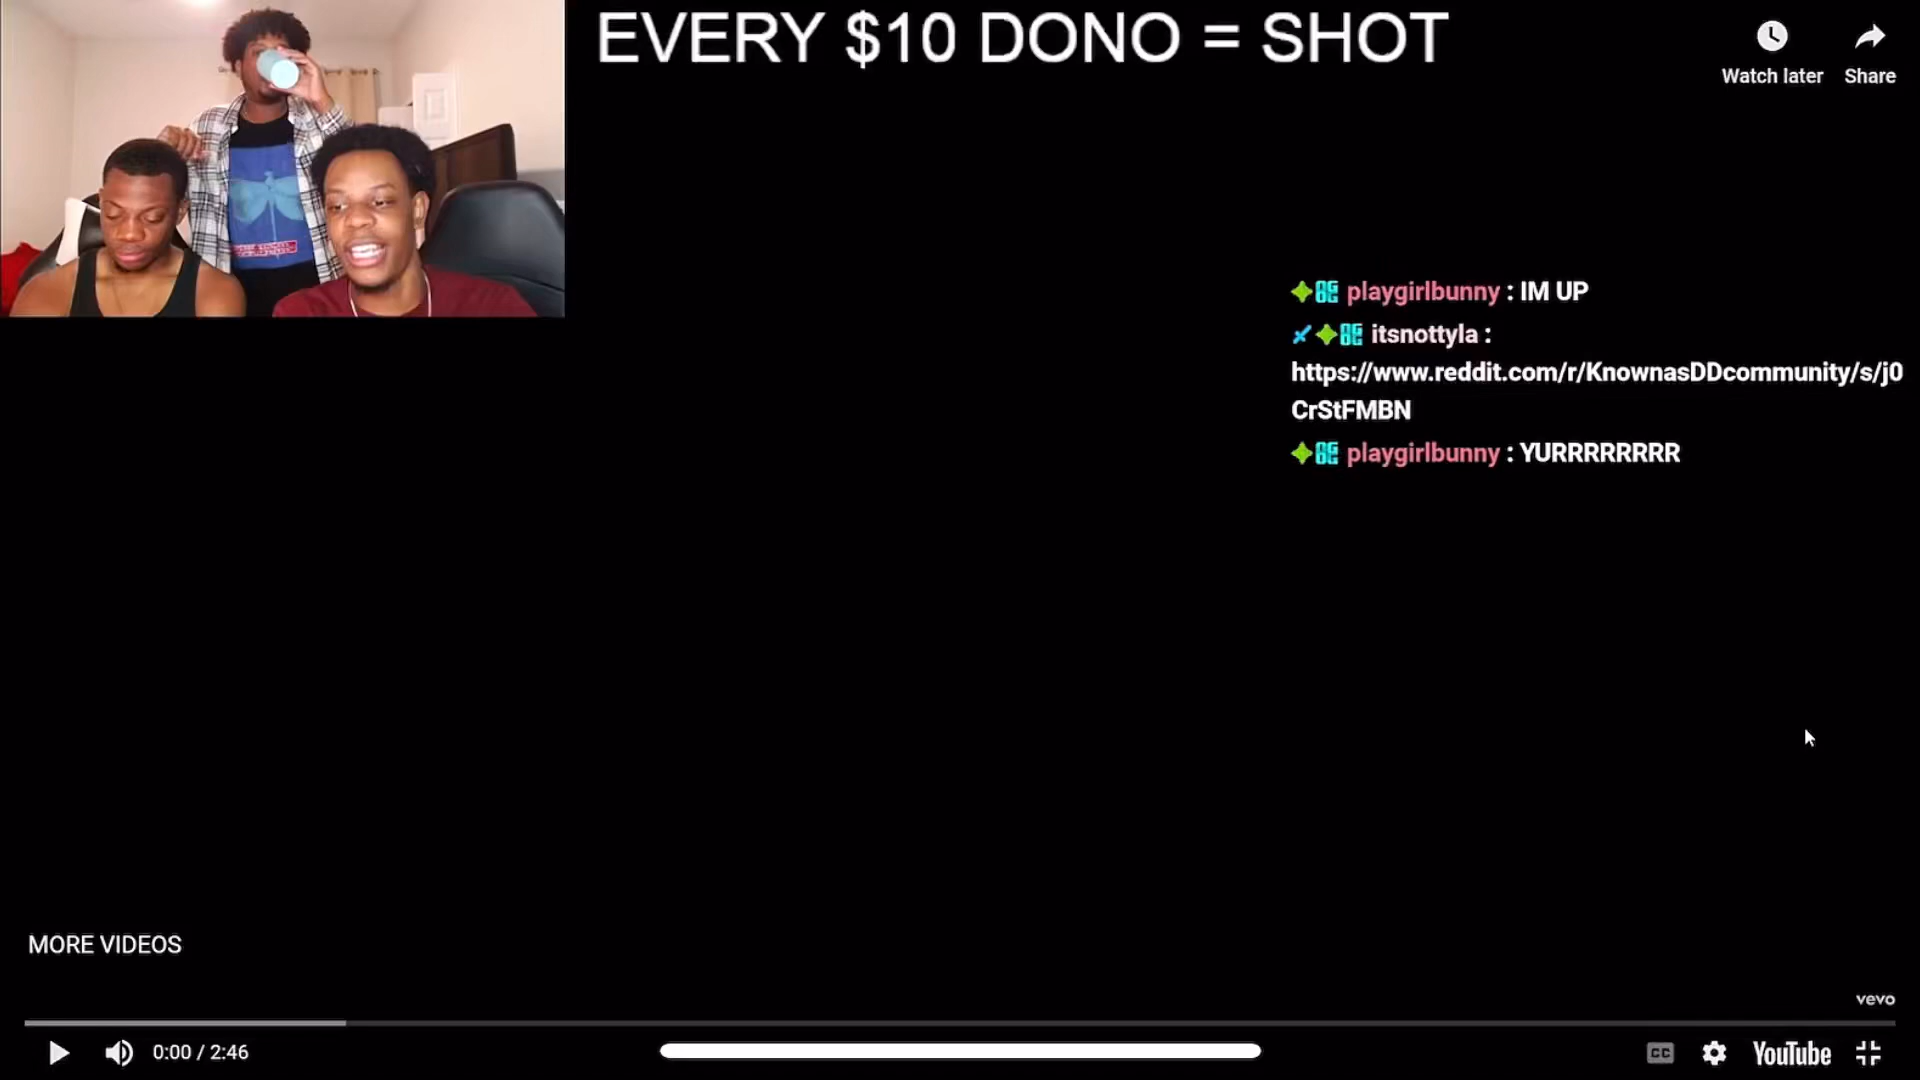 EVERY $10 DONO = SHOT
Watch later
Share
playgirlbunny : IM UP
itsnottyla :
https://www.reddit.com/r/KnownasDDcommunity/s/j0
CrStFMBN
playgirlbunny : YURRRRRRRR
MORE VIDEOS
vevo
0:00 / 2:46
CC
YouTube